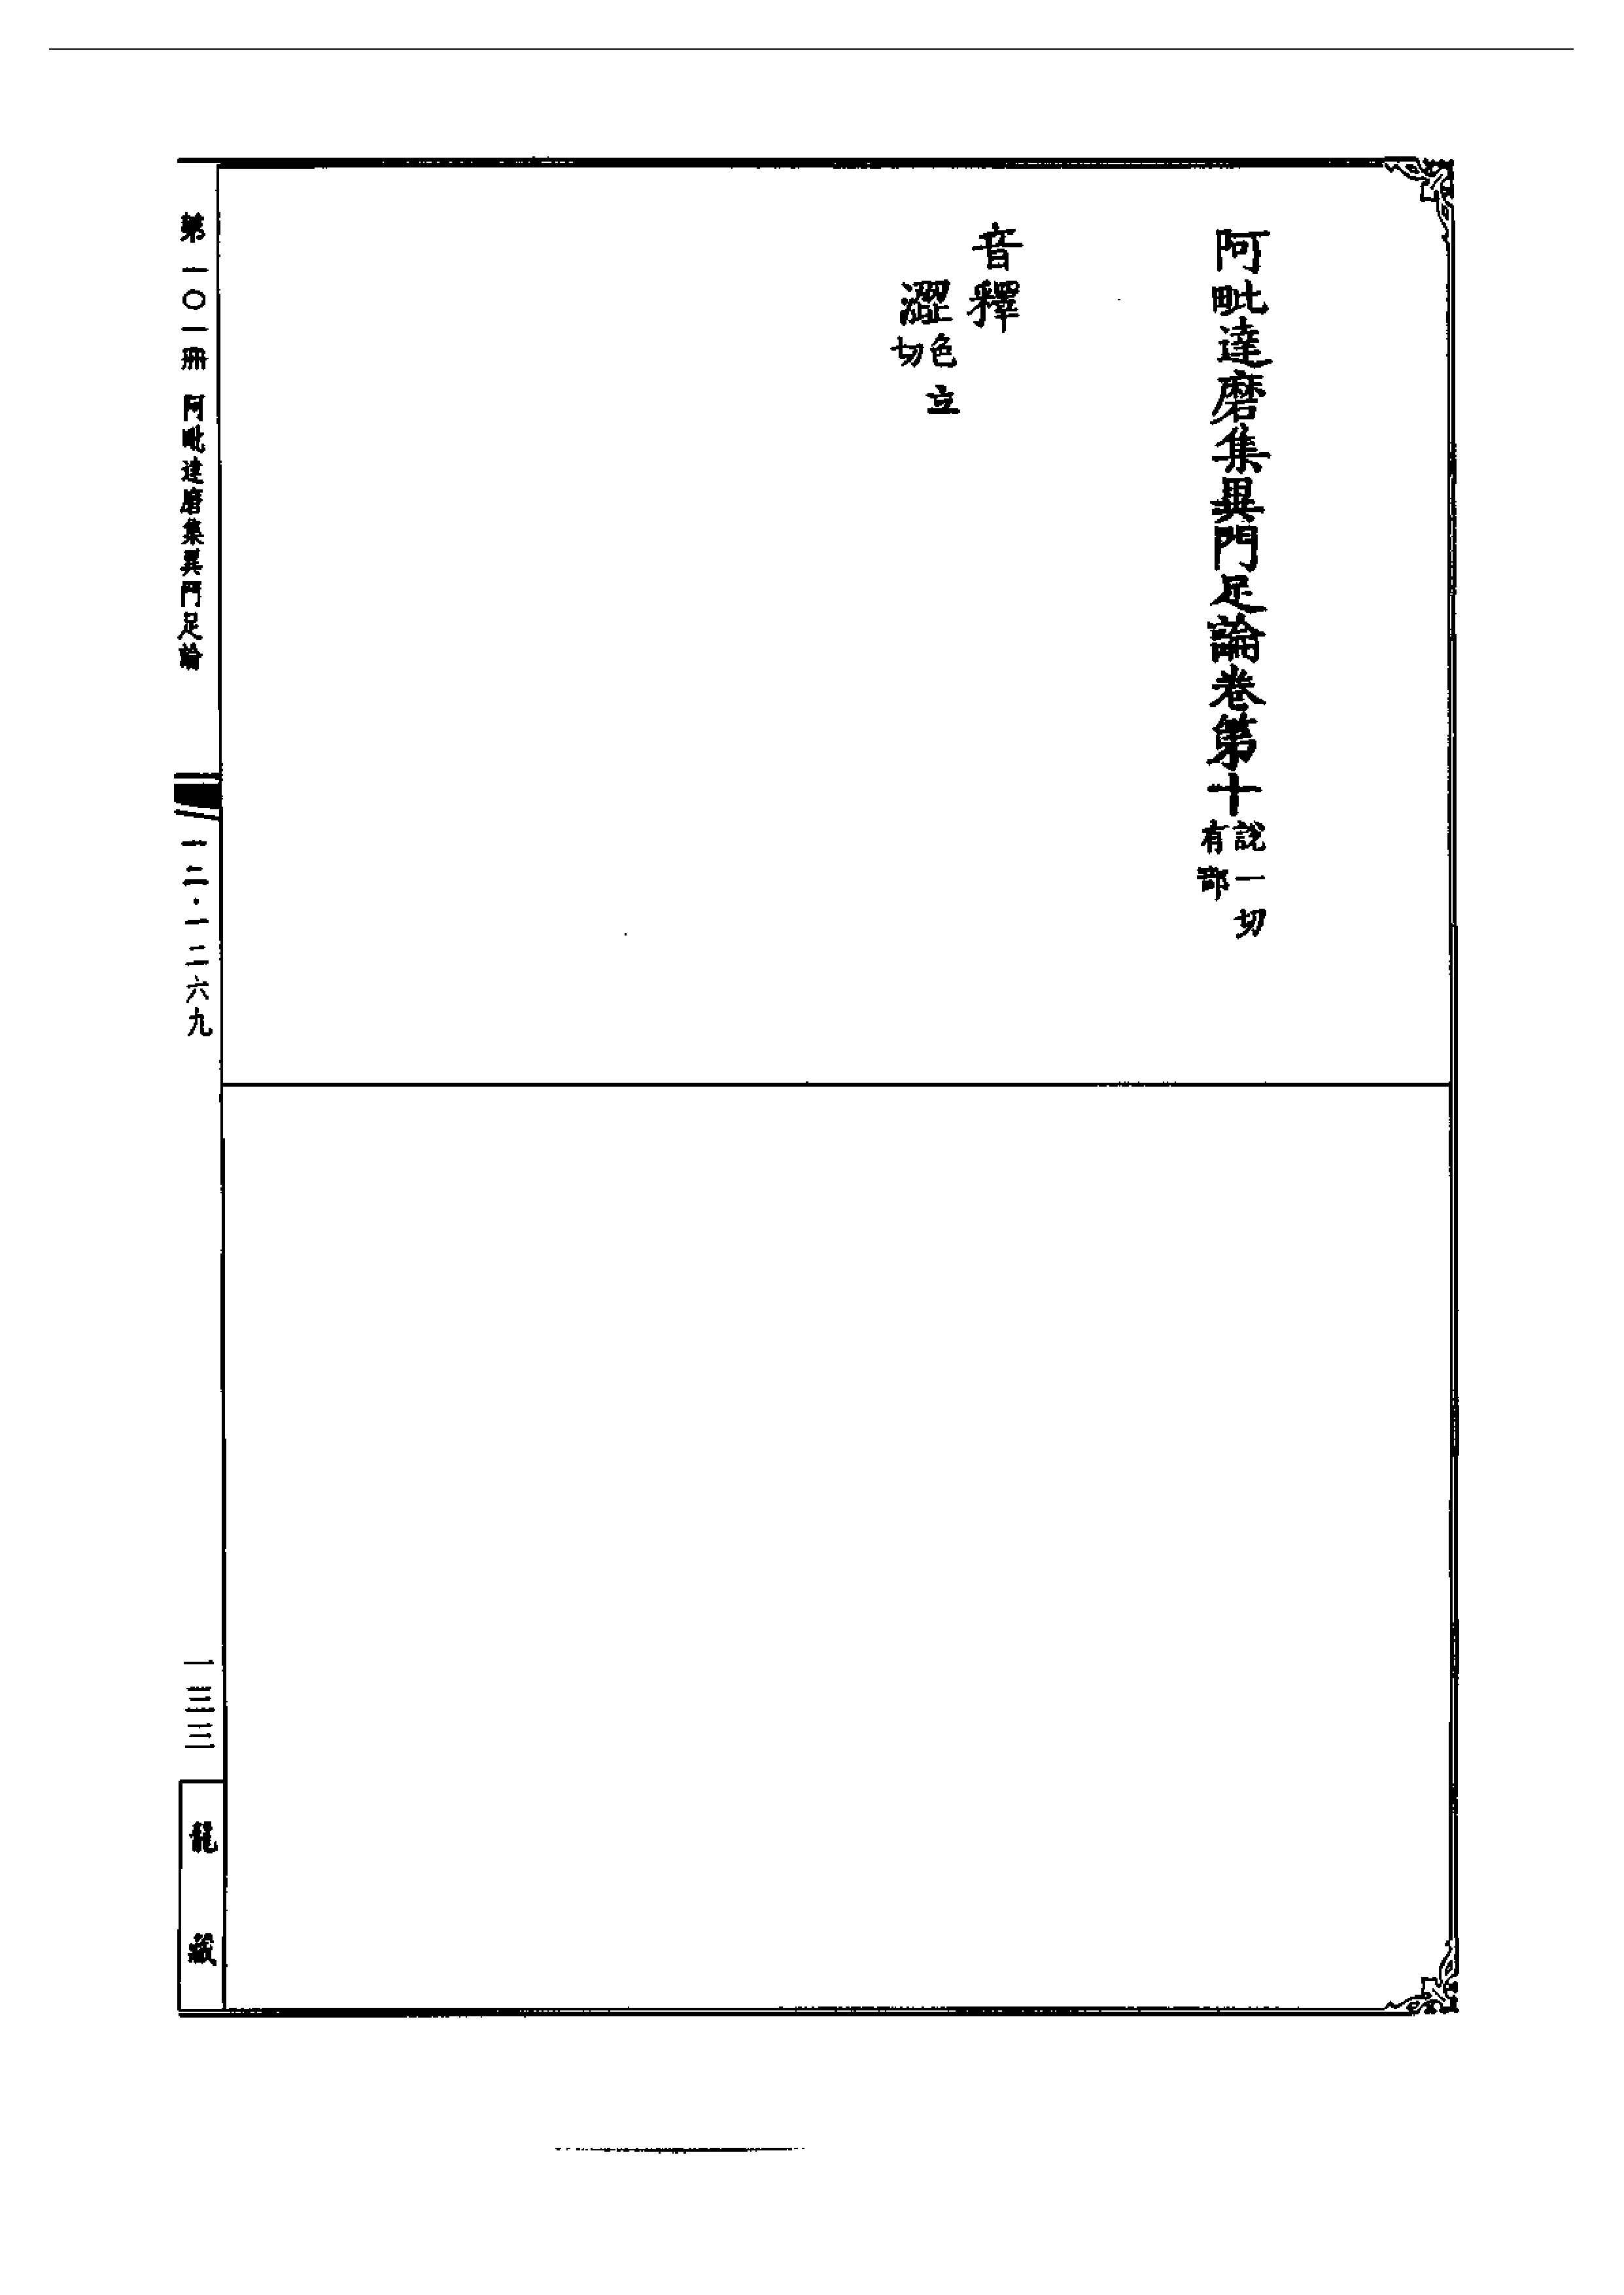 阿毗達磨集異門足論卷第十說一切有部
音釋
澀色立切
第一〇一冊 阿毗達磨集異門足論
一二·一二六九
一三三
龍藏